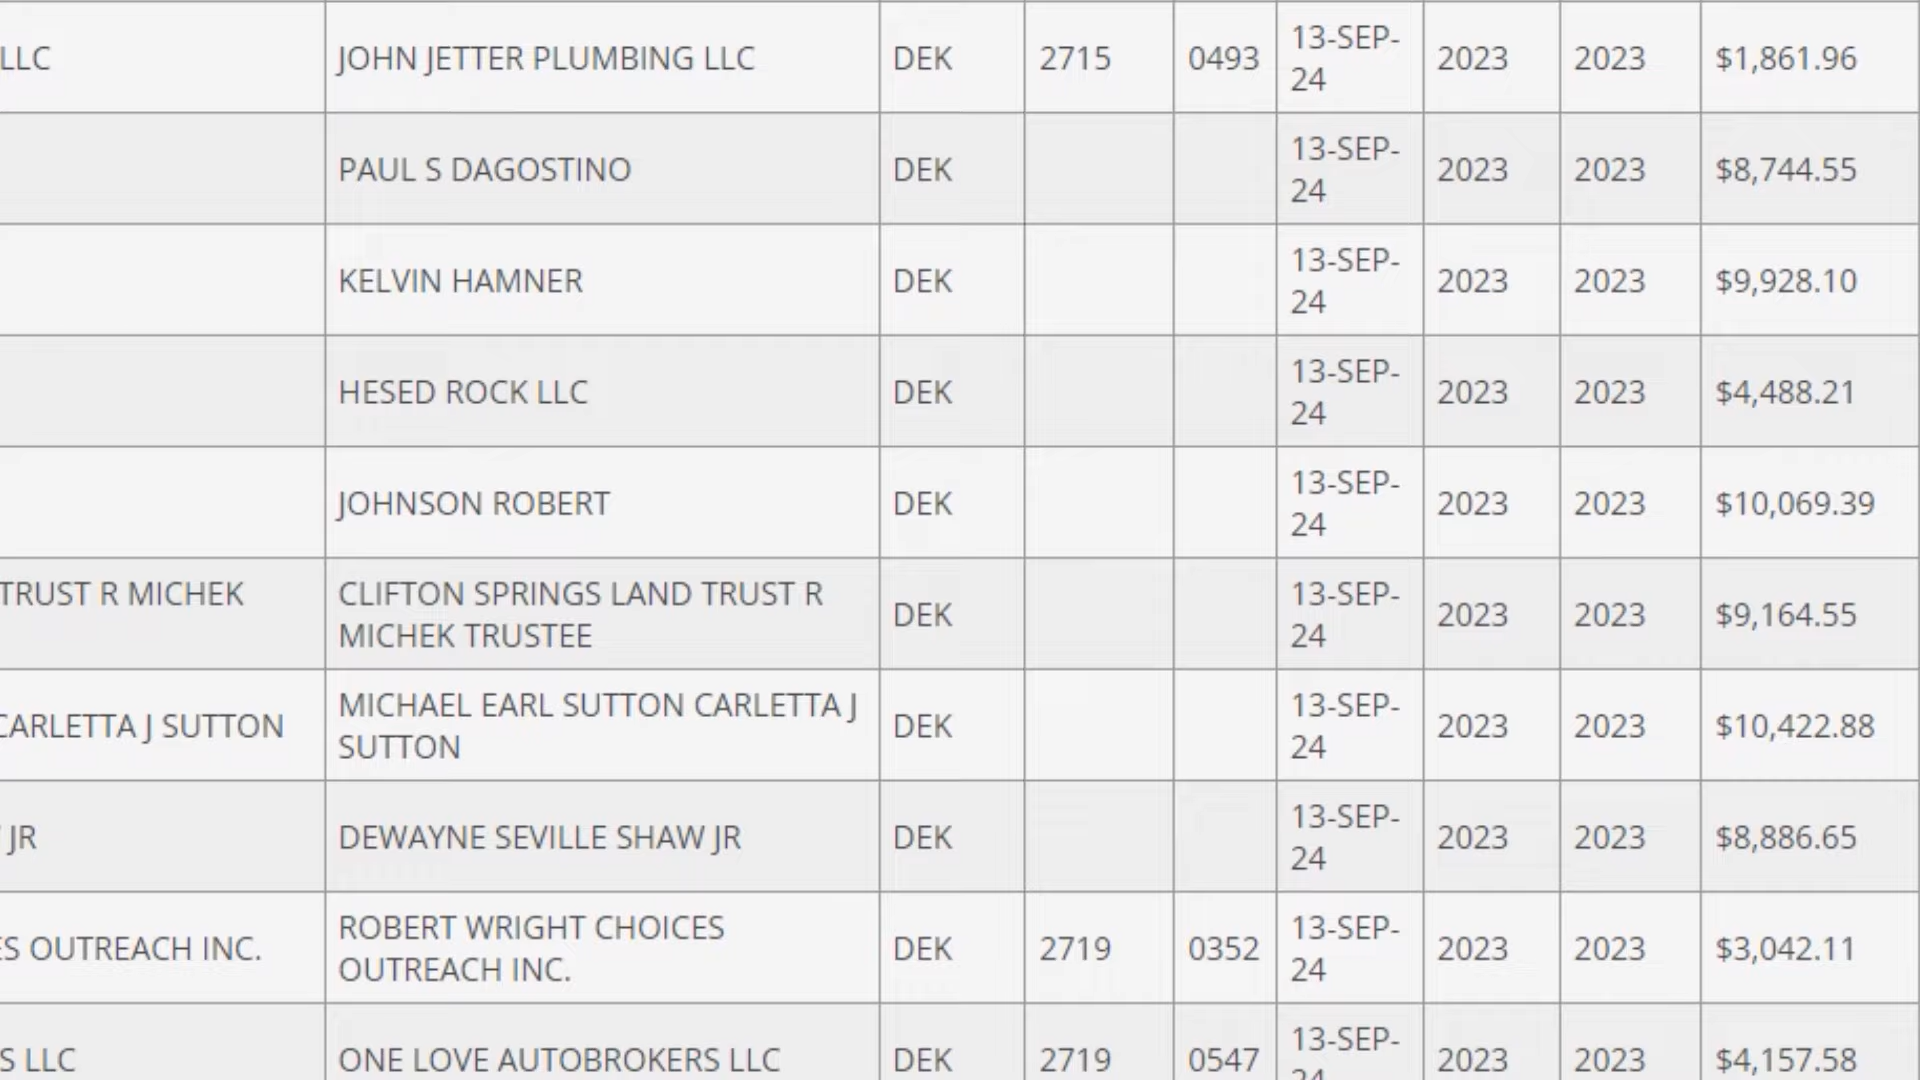 LLC JOHN JETTER PLUMBING LLC DEK 2715 0493 13-SEP-24 2023 2023 $1,861.96
PAUL S DAGOSTINO DEK 13-SEP-24 2023 2023 $8,744.55
KELVIN HAMNER DEK 13-SEP-24 2023 2023 $9,928.10
HESED ROCK LLC DEK 13-SEP-24 2023 2023 $4,488.21
JOHNSON ROBERT DEK 13-SEP-24 2023 2023 $10,069.39
TRUST R MICHEK CLIFTON SPRINGS LAND TRUST R
MICHEK TRUSTEE DEK 13-SEP-24 2023 2023 $9,164.55
CARLETTA J SUTTON MICHAEL EARL SUTTON CARLETTA J
SUTTON DEK 13-SEP-24 2023 2023 $10,422.88
JR DEWAYNE SEVILLE SHAW JR DEK 13-SEP-24 2023 2023 $8,886.65
ES OUTREACH INC. ROBERT WRIGHT CHOICES
OUTREACH INC. DEK 2719 0352 13-SEP-24 2023 2023 $3,042.11
S LLC ONE LOVE AUTOBROKERS LLC DEK 2719 0547 13-SEP-24 2023 2023 $4,157.58